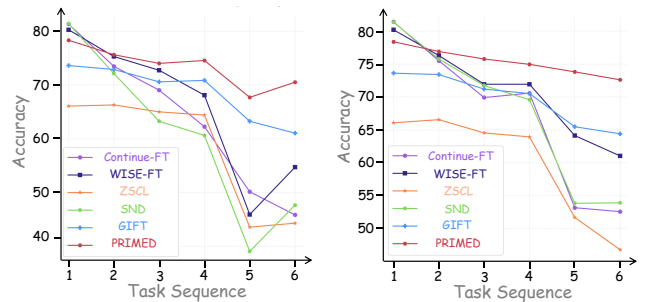 80
70
60
50
40
Accuracy
Continue-FT
WISE-FT
ZSCL
SND
GIFT
PRIMED
1 2 3 4 5 6
Task Sequence
80
75
70
65
60
55
50
Accuracy
Continue-FT
WISE-FT
ZSCL
SND
GIFT
PRIMED
1 2 3 4 5 6
Task Sequence